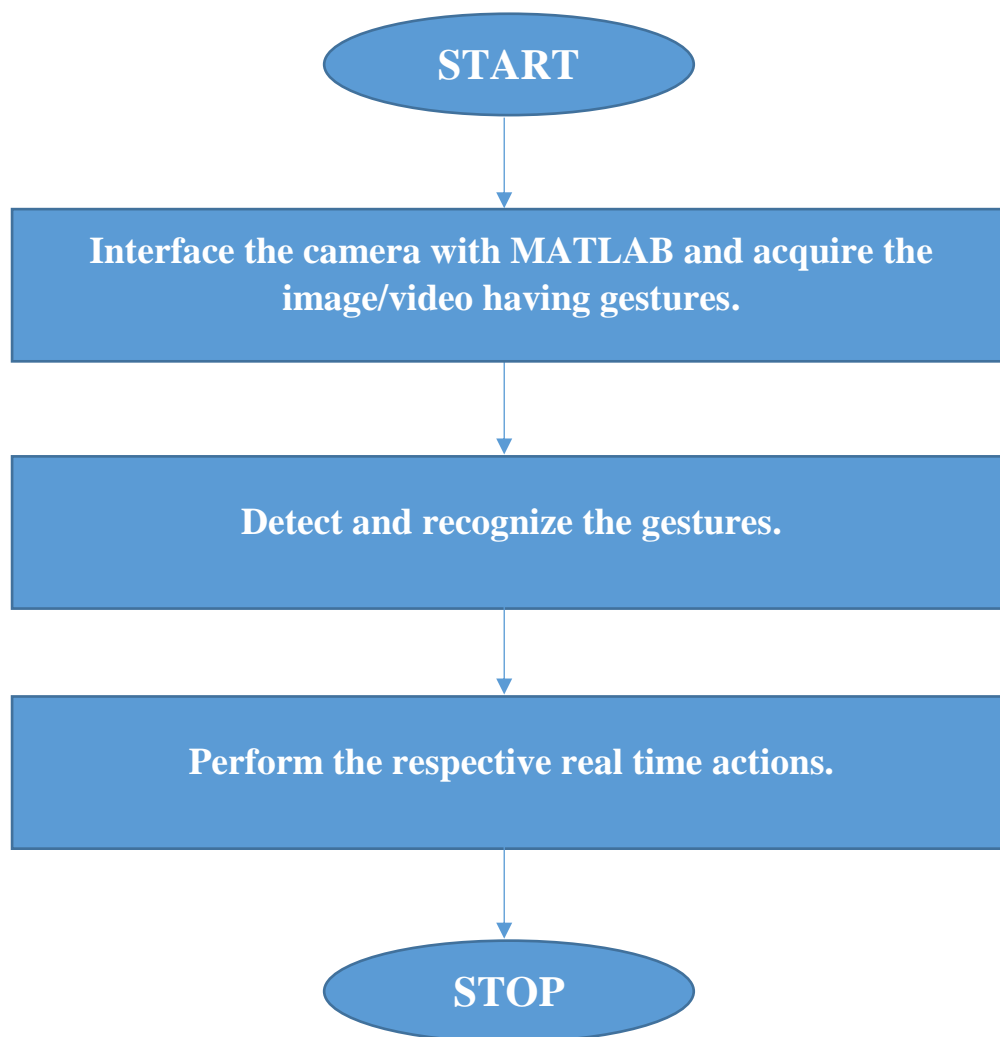 START
Interface the camera with MATLAB and acquire the
image/video having gestures.
Detect and recognize the gestures.
Perform the respective real time actions.
STOP